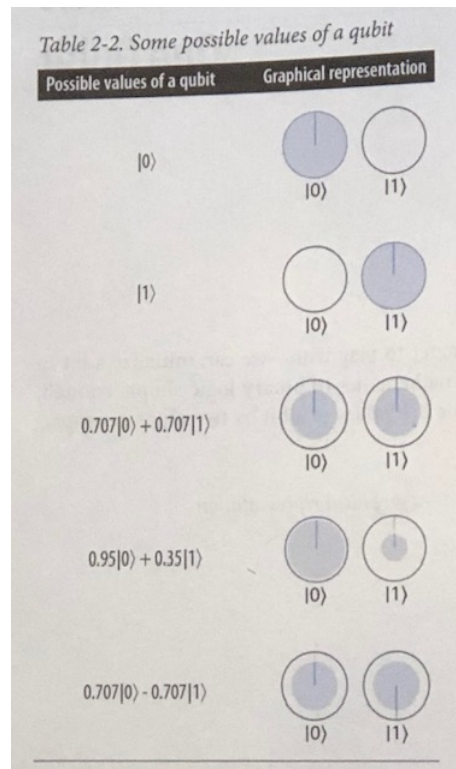 Table 2-2. Some possible values of a qubit
Possible values of a qubit Graphical representation
|0⟩
|0⟩ |1⟩
|1⟩
|0⟩ |1⟩
0.707|0⟩ + 0.707|1⟩
|0⟩ |1⟩
0.95|0⟩ + 0.35|1⟩
|0⟩ |1⟩
0.707|0⟩ - 0.707|1⟩
|0⟩ |1⟩